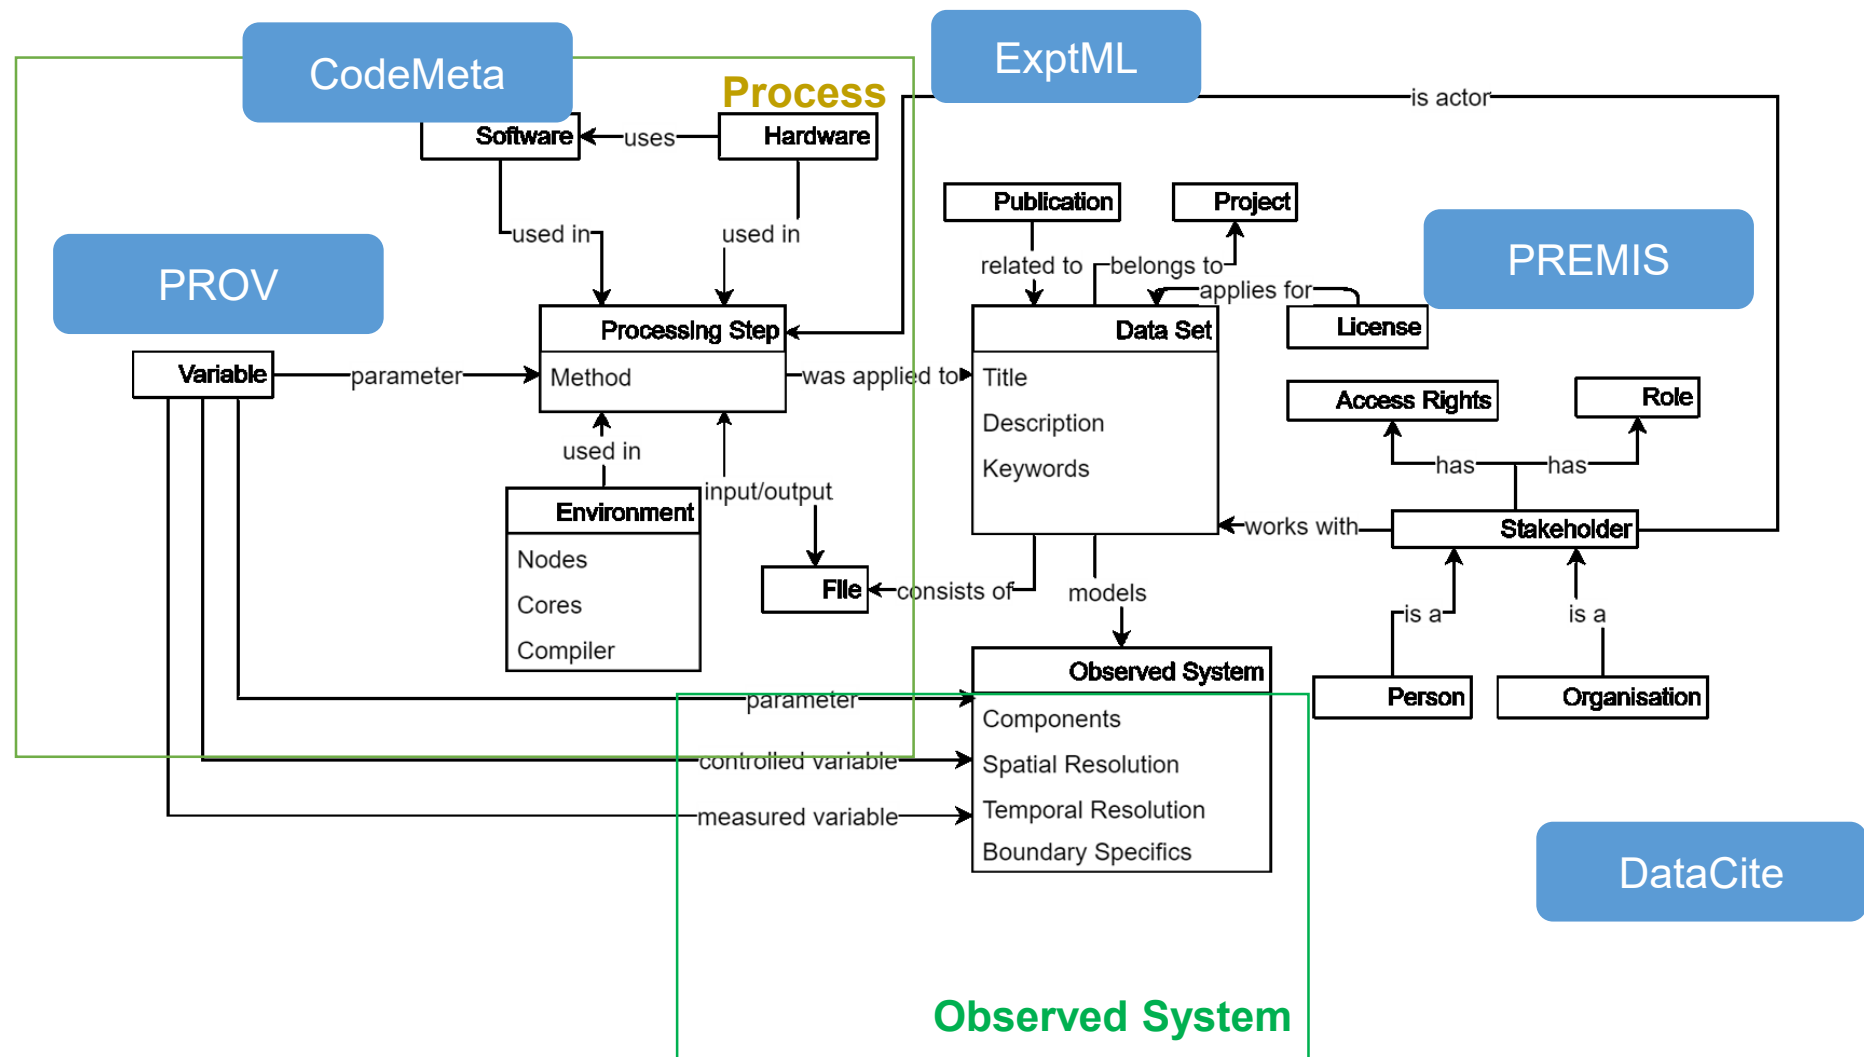 CodeMeta
ExptML
Process
is actor
Software
uses
Hardware
Publication
Project
PREMIS
used in
used in
PROV
related to
belongs to
applies for
Processing Step
Data Set
License
Variable
parameter
Method
was applied to
Title
Access Rights
Role
Description
used in
Keywords
has
has
input/output
Environment
works with
Stakeholder
Nodes
File
consists of
models
Cores
is a
is a
Compiler
Observed System
parameter
Person
Organisation
Components
controlled variable
Spatial Resolution
measured variable
Temporal Resolution
Boundary Specifics
DataCite
Observed System